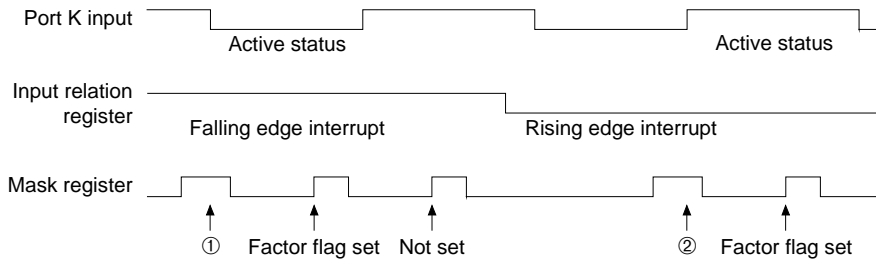 Port K input
Active status
Active status
Input relation
register
Falling edge interrupt
Rising edge interrupt
Mask register
① Factor flag set Not set ② Factor flag set